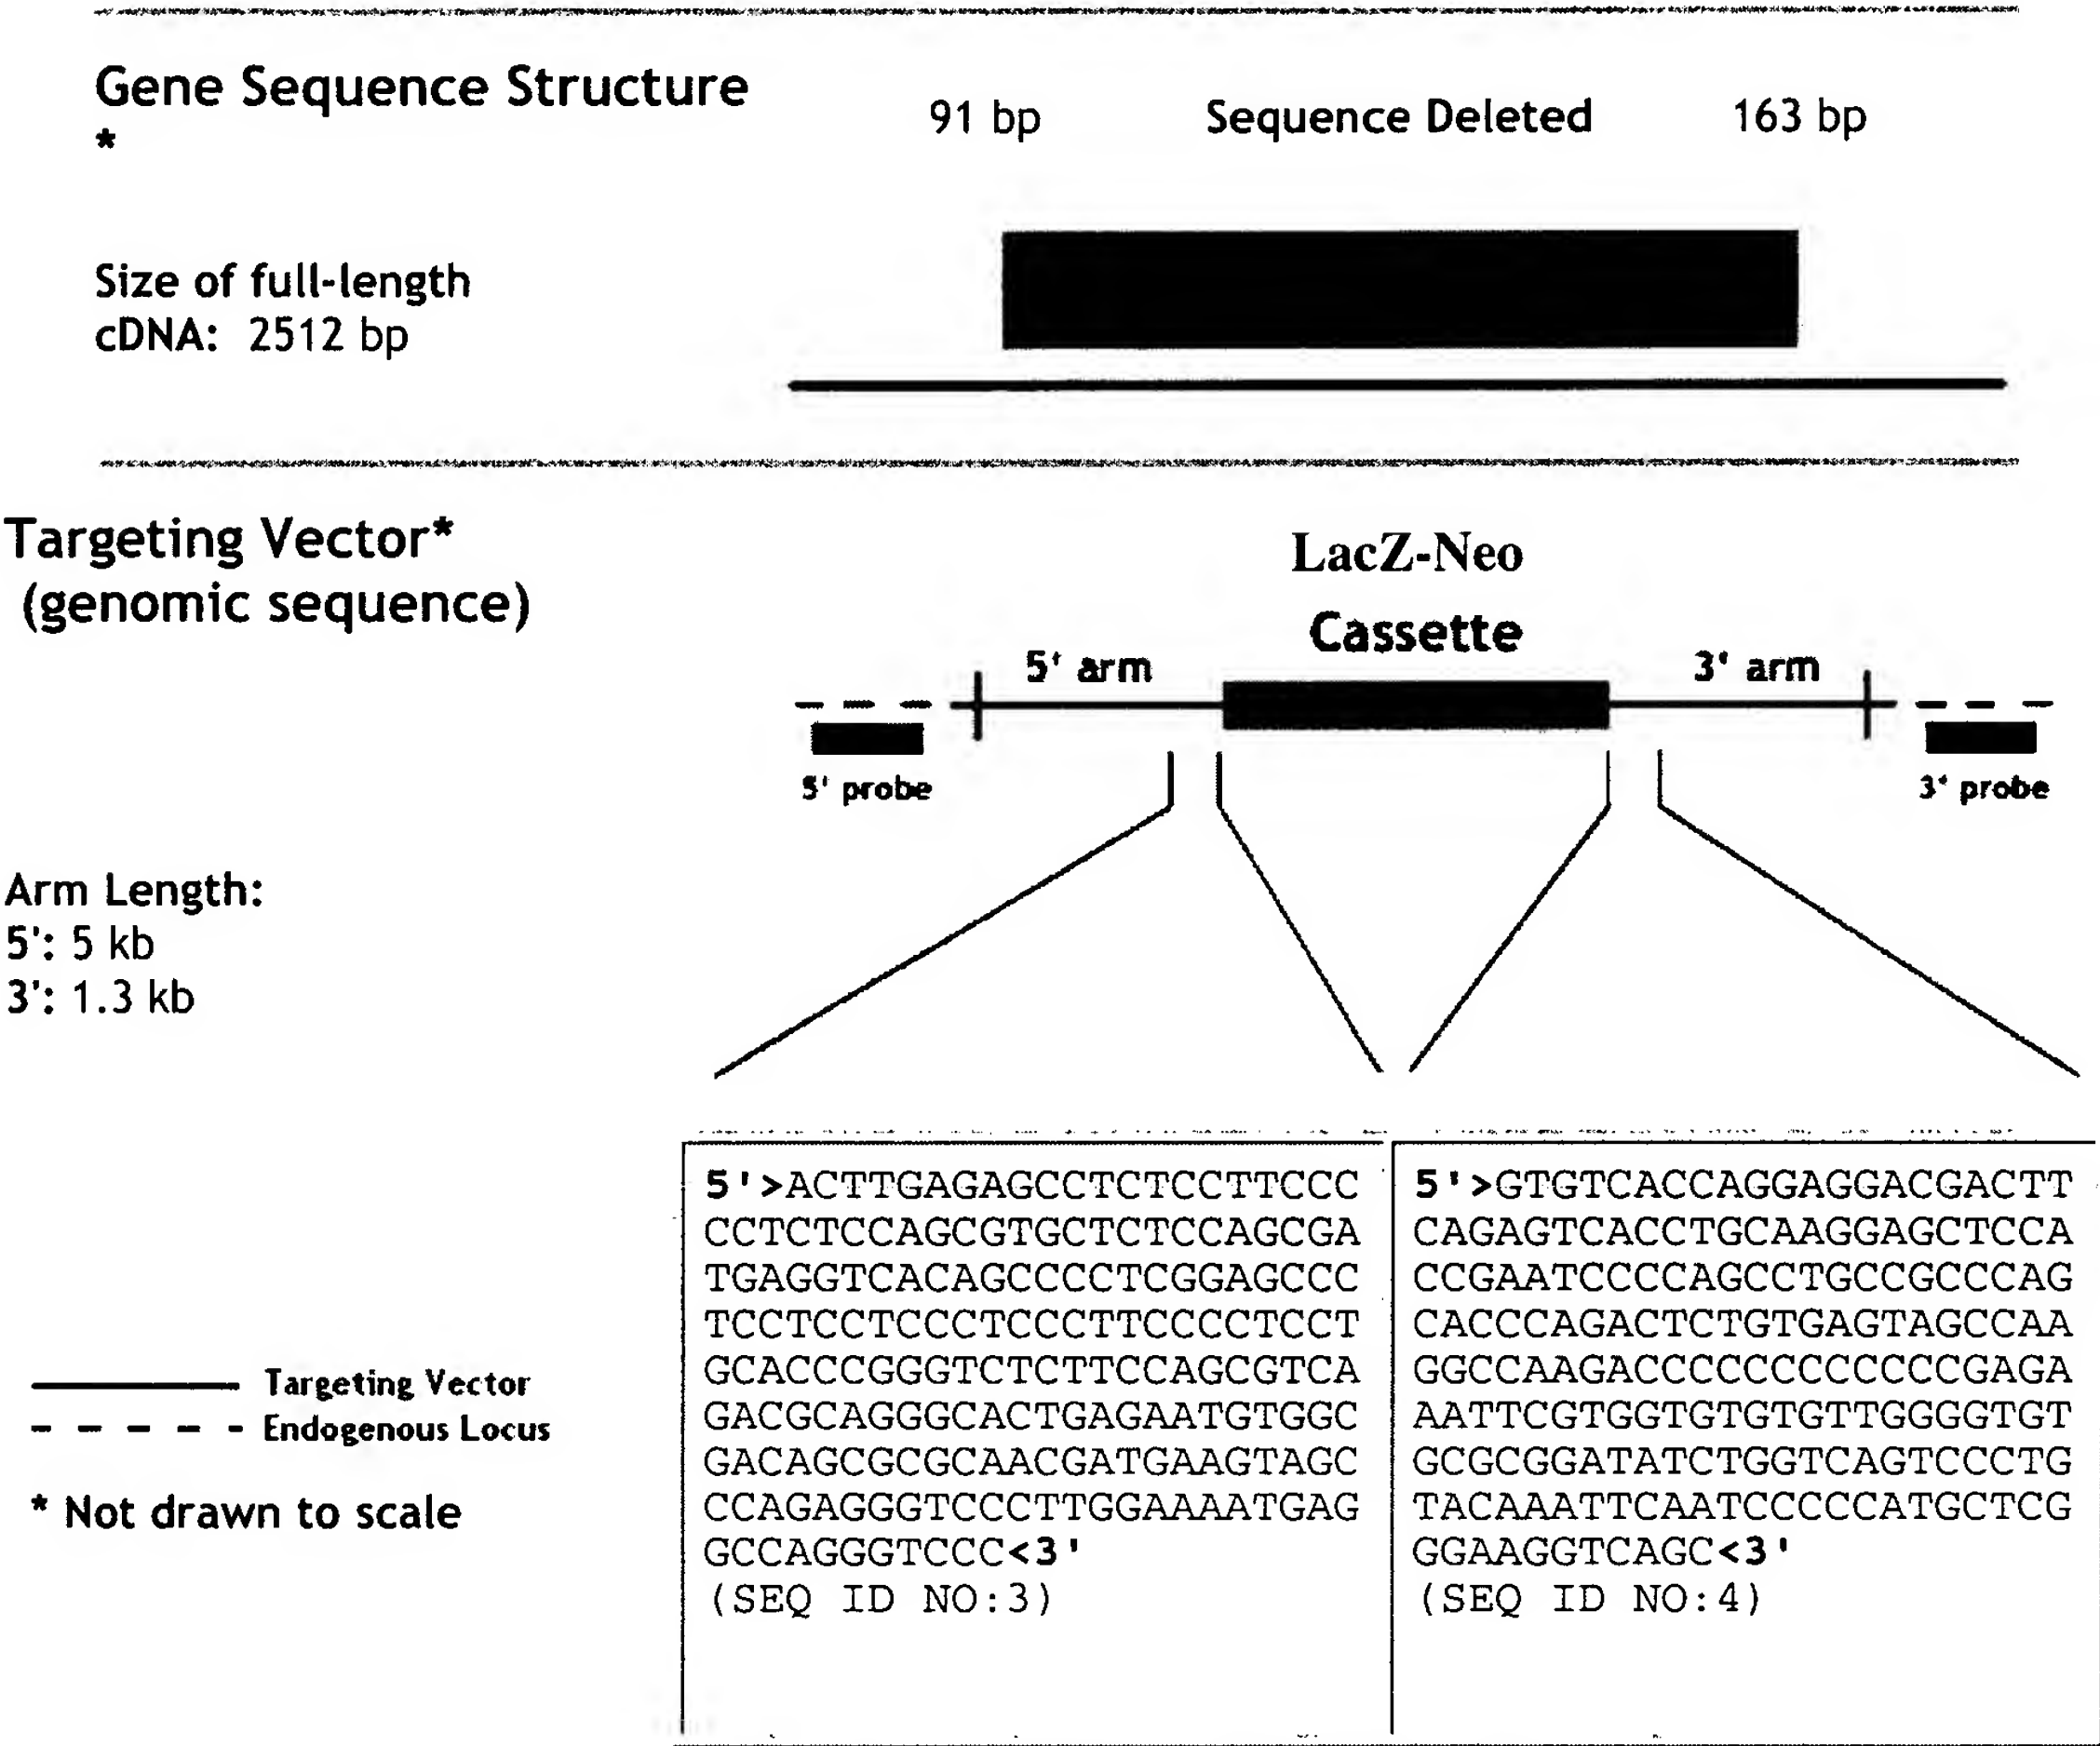 Gene Sequence Structure
*
91 bp Sequence Deleted 163 bp
Size of full-length
cDNA: 2512 bp
Targeting Vector*
(genomic sequence)
LacZ-Neo
Cassette
5' arm
3' arm
5' probe
3' probe
Arm Length:
5': 5 kb
3': 1.3 kb
Targeting Vector
Endogenous Locus
* Not drawn to scale
5'>ACTTGAGAGCCTCTCCTTCCC
CCTCTCCAGCGTGCTCTCCAGCGA
TGAGGTCACAGCCCCTCGGAGCCC
TCCTCCTCCCTCCCTTCCCCTCCT
GCACCCGGGTCTCTTCCAGCGTCA
GACGCAGGGCACTGAGAATGTGGC
GACAGCGCGCAACGATGAAGTAGC
CCAGAGGGTCCCTTGGAAAATGAG
GCCAGGGTCCC<3'
(SEQ ID NO:3)
5'>GTGTCACCAGGAGGACGACTT
CAGAGTCACCTGCAAGGAGCTCCA
CCGAATCCCCAGCCTGCCGCCCAG
CACCCAGACTCTGTGAGTAGCCAA
GGCCAAGACCCCCCCCCCCCGAGA
AATTCGTGGTGTGTGTTGGGGTGT
GCGCGGATATCTGGTCAGTCCCTG
TACAAATTCAATCCCCCATGCTCG
GGAAGGTCAGC<3'
(SEQ ID NO:4)